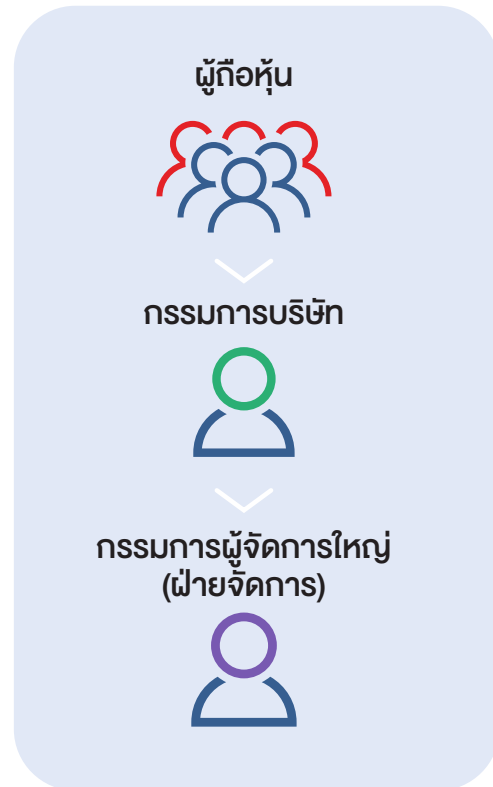 ผู้ถือหุ้น
กรรมการบริษัท
กรรมการผู้จัดการใหญ่
(ฝ่ายจัดการ)